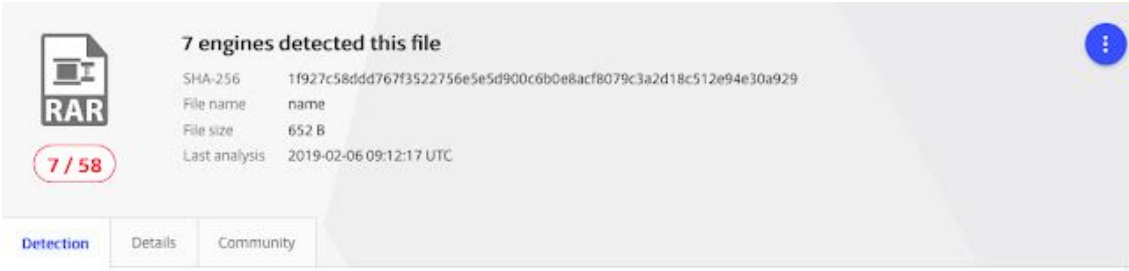 7 engines detected this file
SHA-256 1f927c58ddd767f3522756e5e5d900c6b0e8acf8079c3a2d18c512e94e30a929
File name name
File size 652 B
Last analysis 2019-02-06 09:12:17 UTC
RAR
7 / 58
Detection Details Community